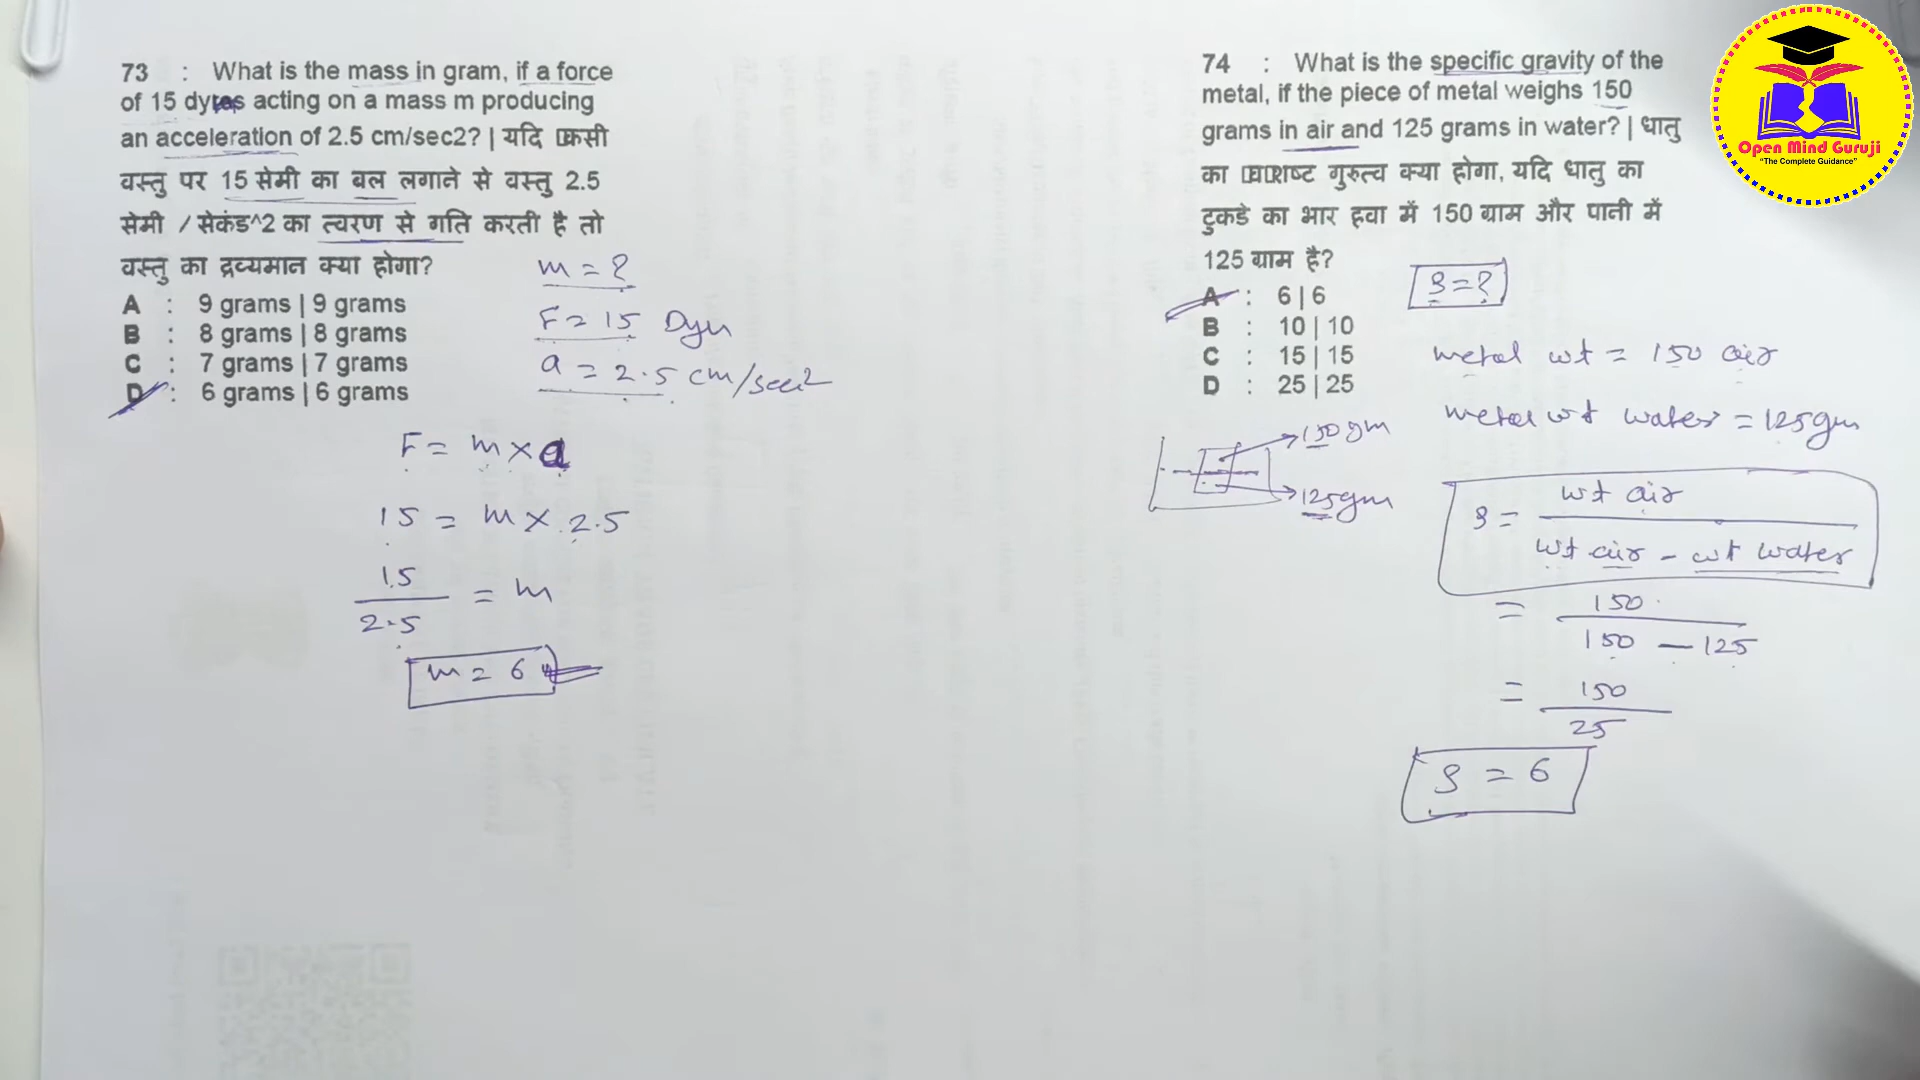 73 : What is the mass in gram, if a force
of 15 dynes acting on a mass m producing
an acceleration of 2.5 cm/sec2? | यदि किसी
वस्तु पर 15 सेमी का बल लगाने से वस्तु 2.5
सेमी / सेकंड^2 का त्वरण से गति करती है तो
वस्तु का द्रव्यमान क्या होगा?
A : 9 grams | 9 grams
B : 8 grams | 8 grams
C : 7 grams | 7 grams
D : 6 grams | 6 grams
m = ?
F = 15 Dyn
a = 2.5 cm/sec2
F = m × a
15 = m × 2.5
15
2.5
= m
m = 6
74 : What is the specific gravity of the
metal, if the piece of metal weighs 150
grams in air and 125 grams in water? | धातु
का गुरुत्व क्या होगा, यदि धातु का
टुकडे का भार हवा में 150 ग्राम और पानी में
125 ग्राम है?
A : 6 | 6
B : 10 | 10
C : 15 | 15
D : 25 | 25
S = ?
metal wt = 150 air
metal wt water = 125gm
150 gm
125gm
S = wt air
wt air - wt water
= 150
150 - 125
= 150
25
S = 6
Open Mind Guruji
"The Complete Guidance"